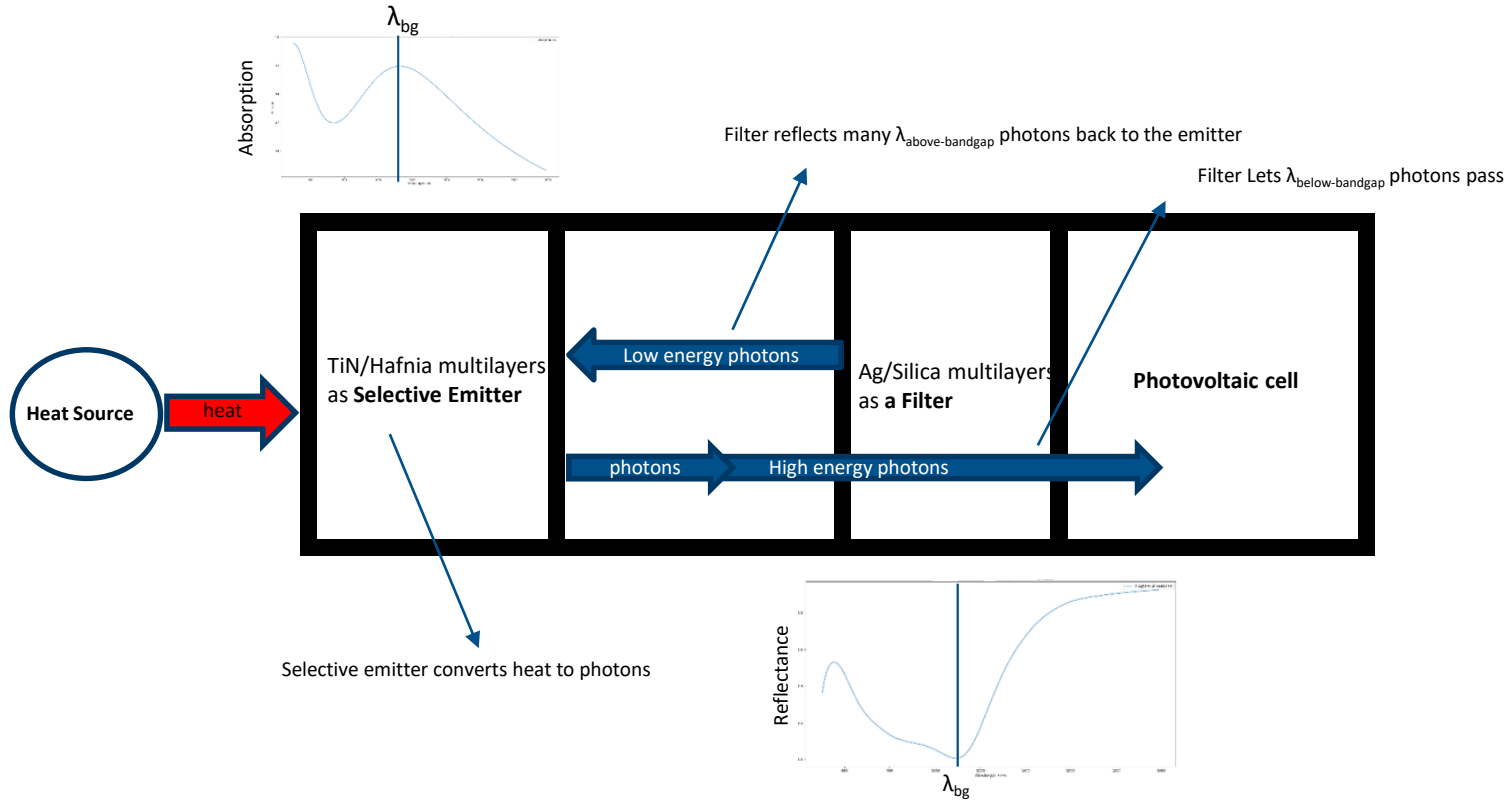 λbg
Absorption
Filter reflects many λabove-bandgap photons back to the emitter
Filter Lets λbelow-bandgap photons pass
Heat Source
heat
TiN/Hafnia multilayers
as Selective Emitter
Low energy photons
photons
High energy photons
Ag/Silica multilayers
as a Filter
Photovoltaic cell
Selective emitter converts heat to photons
Reflectance
λbg